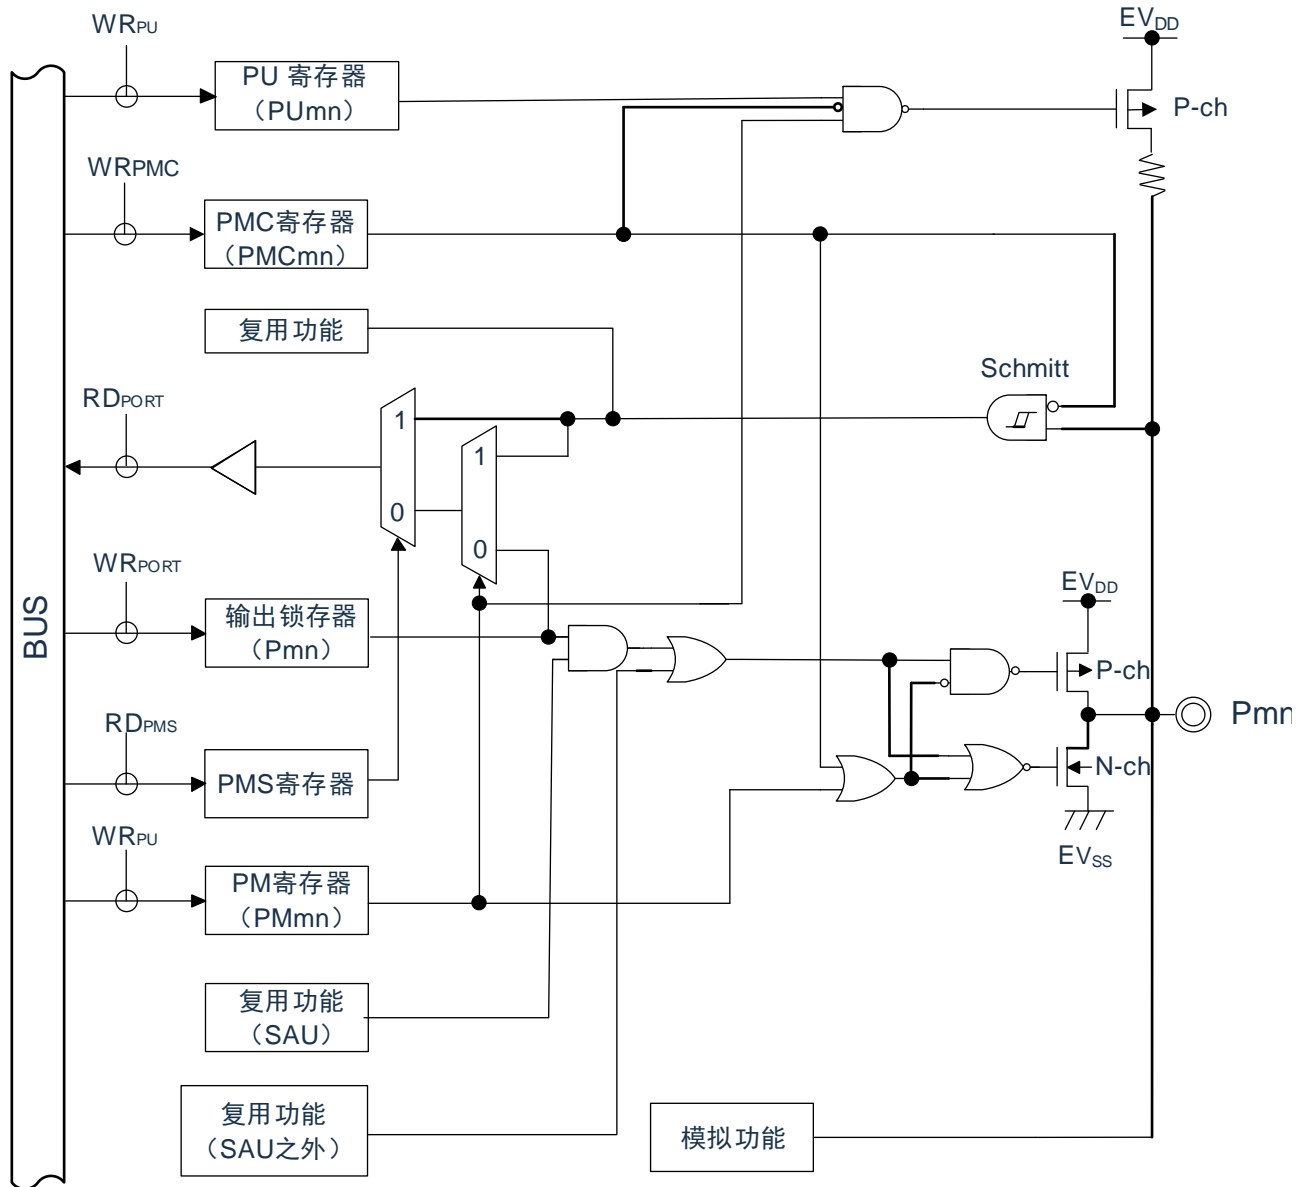 WRPU
EVDD
PU 寄存器
（PUmn）
P-ch
WRPMC
PMC寄存器
（PMCmn）
复用功能
Schmitt
RDPORT
1
1
0
0
WRPORT
BUS
输出锁存器
（Pmn）
EVDD
P-ch
Pmn
RDPMS
PMS寄存器
N-ch
WRPU
EVSS
PM寄存器
（PMmn）
复用功能
（SAU）
复用功能
（SAU之外）
模拟功能